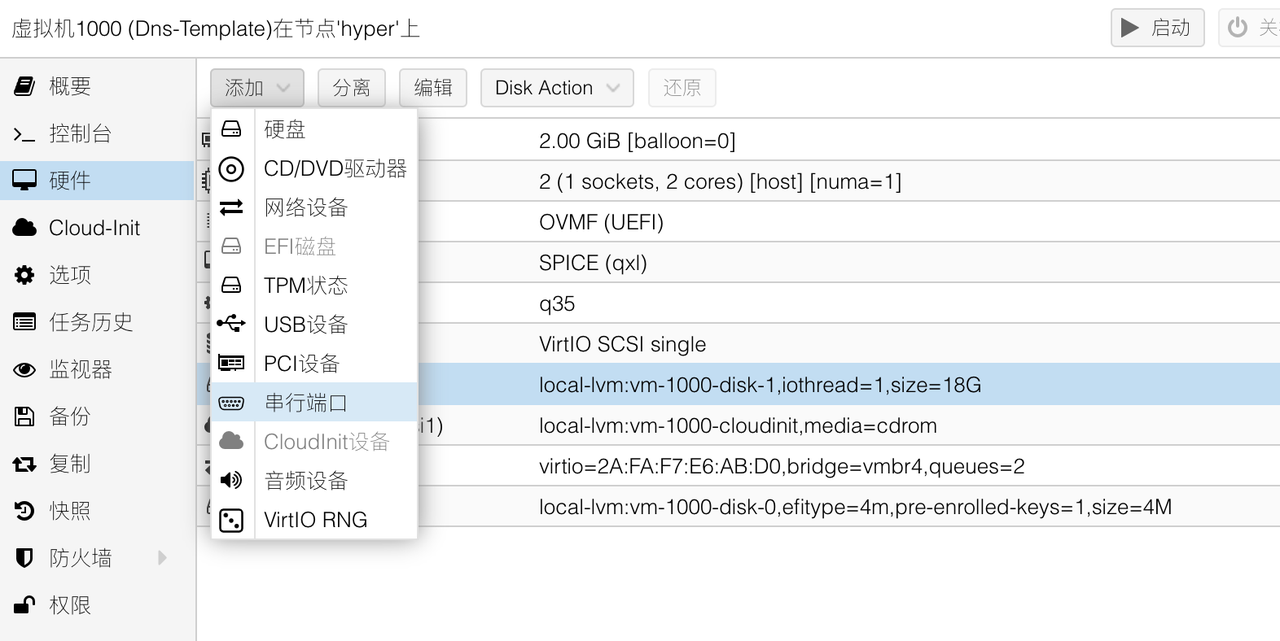 虚拟机1000 (Dns-Template)在节点'hyper'上
启动
关
概要
控制台
硬件
Cloud-Init
选项
任务历史
监视器
备份
复制
快照
防火墙
权限
添加
分离
编辑
Disk Action
还原
硬盘
CD/DVD驱动器
网络设备
EFI磁盘
TPM状态
USB设备
PCI设备
串行端口
CloudInit设备
音频设备
VirtIO RNG
2.00 GiB [balloon=0]
2 (1 sockets, 2 cores) [host] [numa=1]
OVMF (UEFI)
SPICE (qxl)
q35
VirtIO SCSI single
local-lvm:vm-1000-disk-1,iothread=1,size=18G
i1)
local-lvm:vm-1000-cloudinit,media=cdrom
virtio=2A:FA:F7:E6:AB:D0,bridge=vmbr4,queues=2
local-lvm:vm-1000-disk-0,efitype=4m,pre-enrolled-keys=1,size=4M